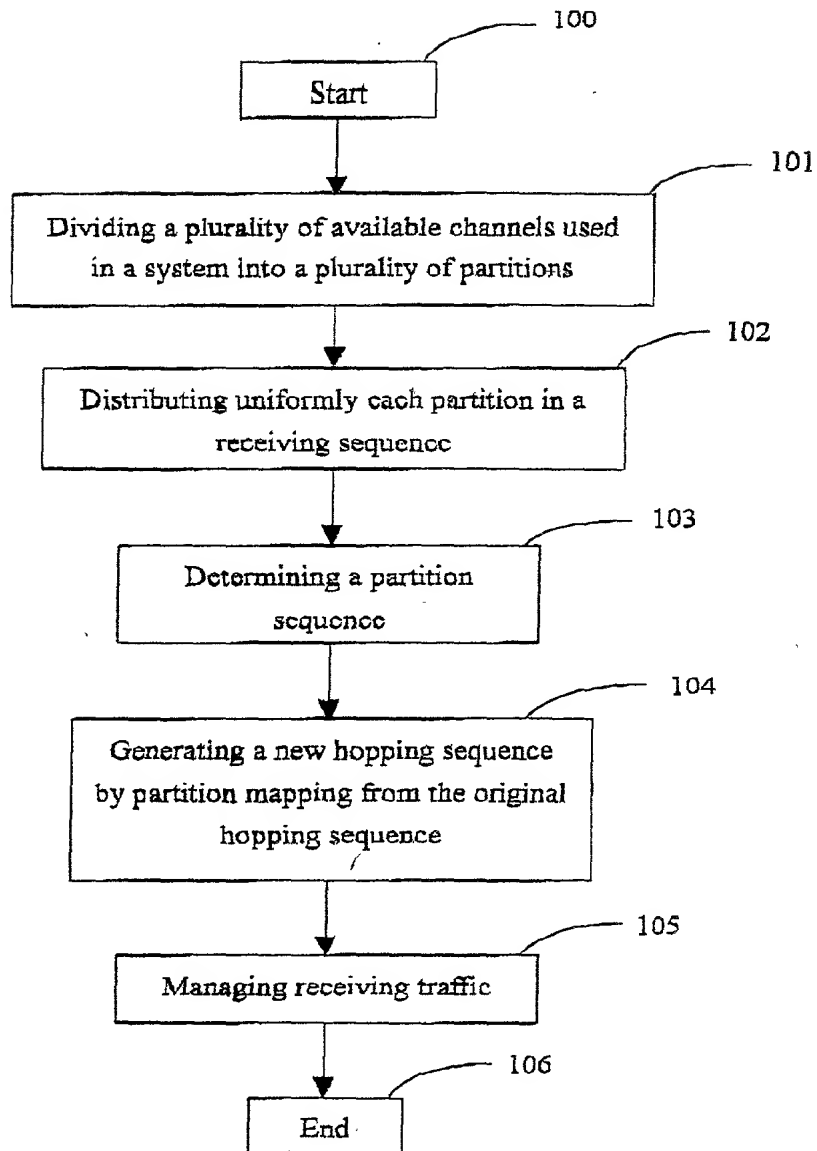 100
Start
101
Dividing a plurality of available channels used
in a system into a plurality of partitions
102
Distributing uniformly each partition in a
receiving sequence
103
Determining a partition
sequence
104
Generating a new hopping sequence
by partition mapping from the original
hopping sequence
105
Managing receiving traffic
106
End